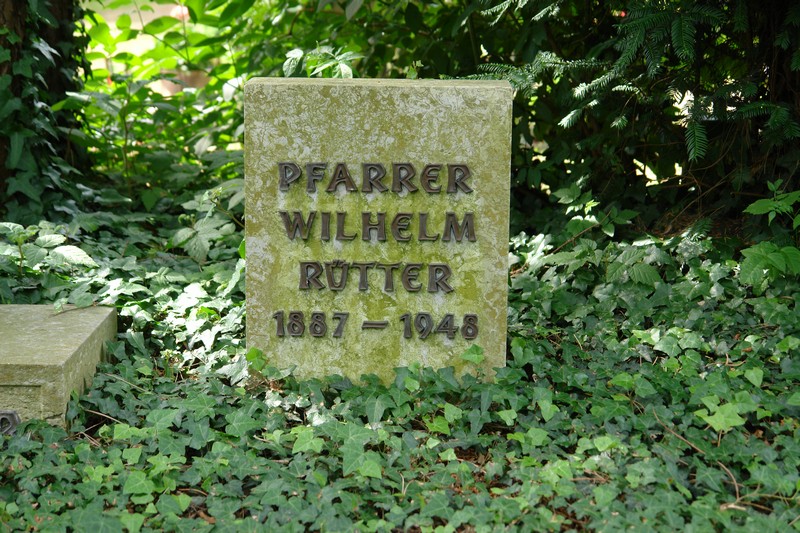 PFARRER
WILHELM
RÜTTER
1887 – 1948